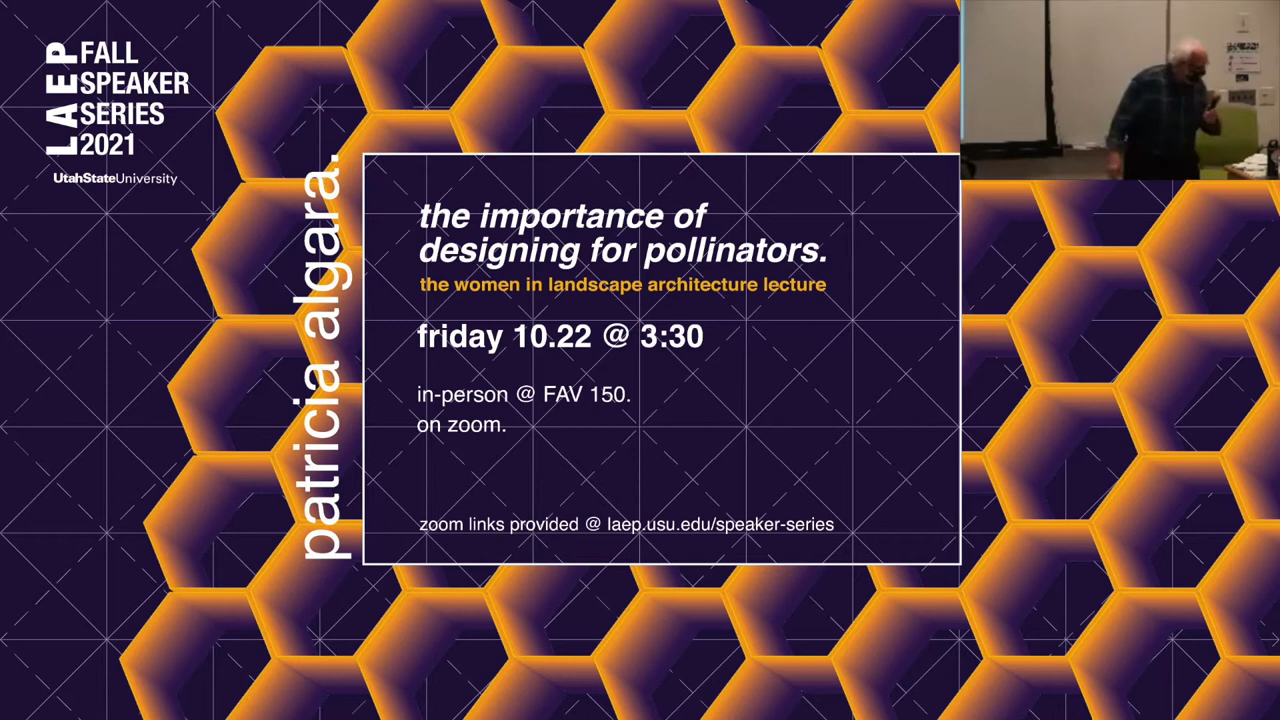 LAEP
FALL
SPEAKER
SERIES
2021
UtahStateUniversity
patricia algara.
the importance of
designing for pollinators.
the women in landscape architecture lecture
friday 10.22 @ 3:30
in-person @ FAV 150.
on zoom.
zoom links provided @ laep.usu.edu/speaker-series